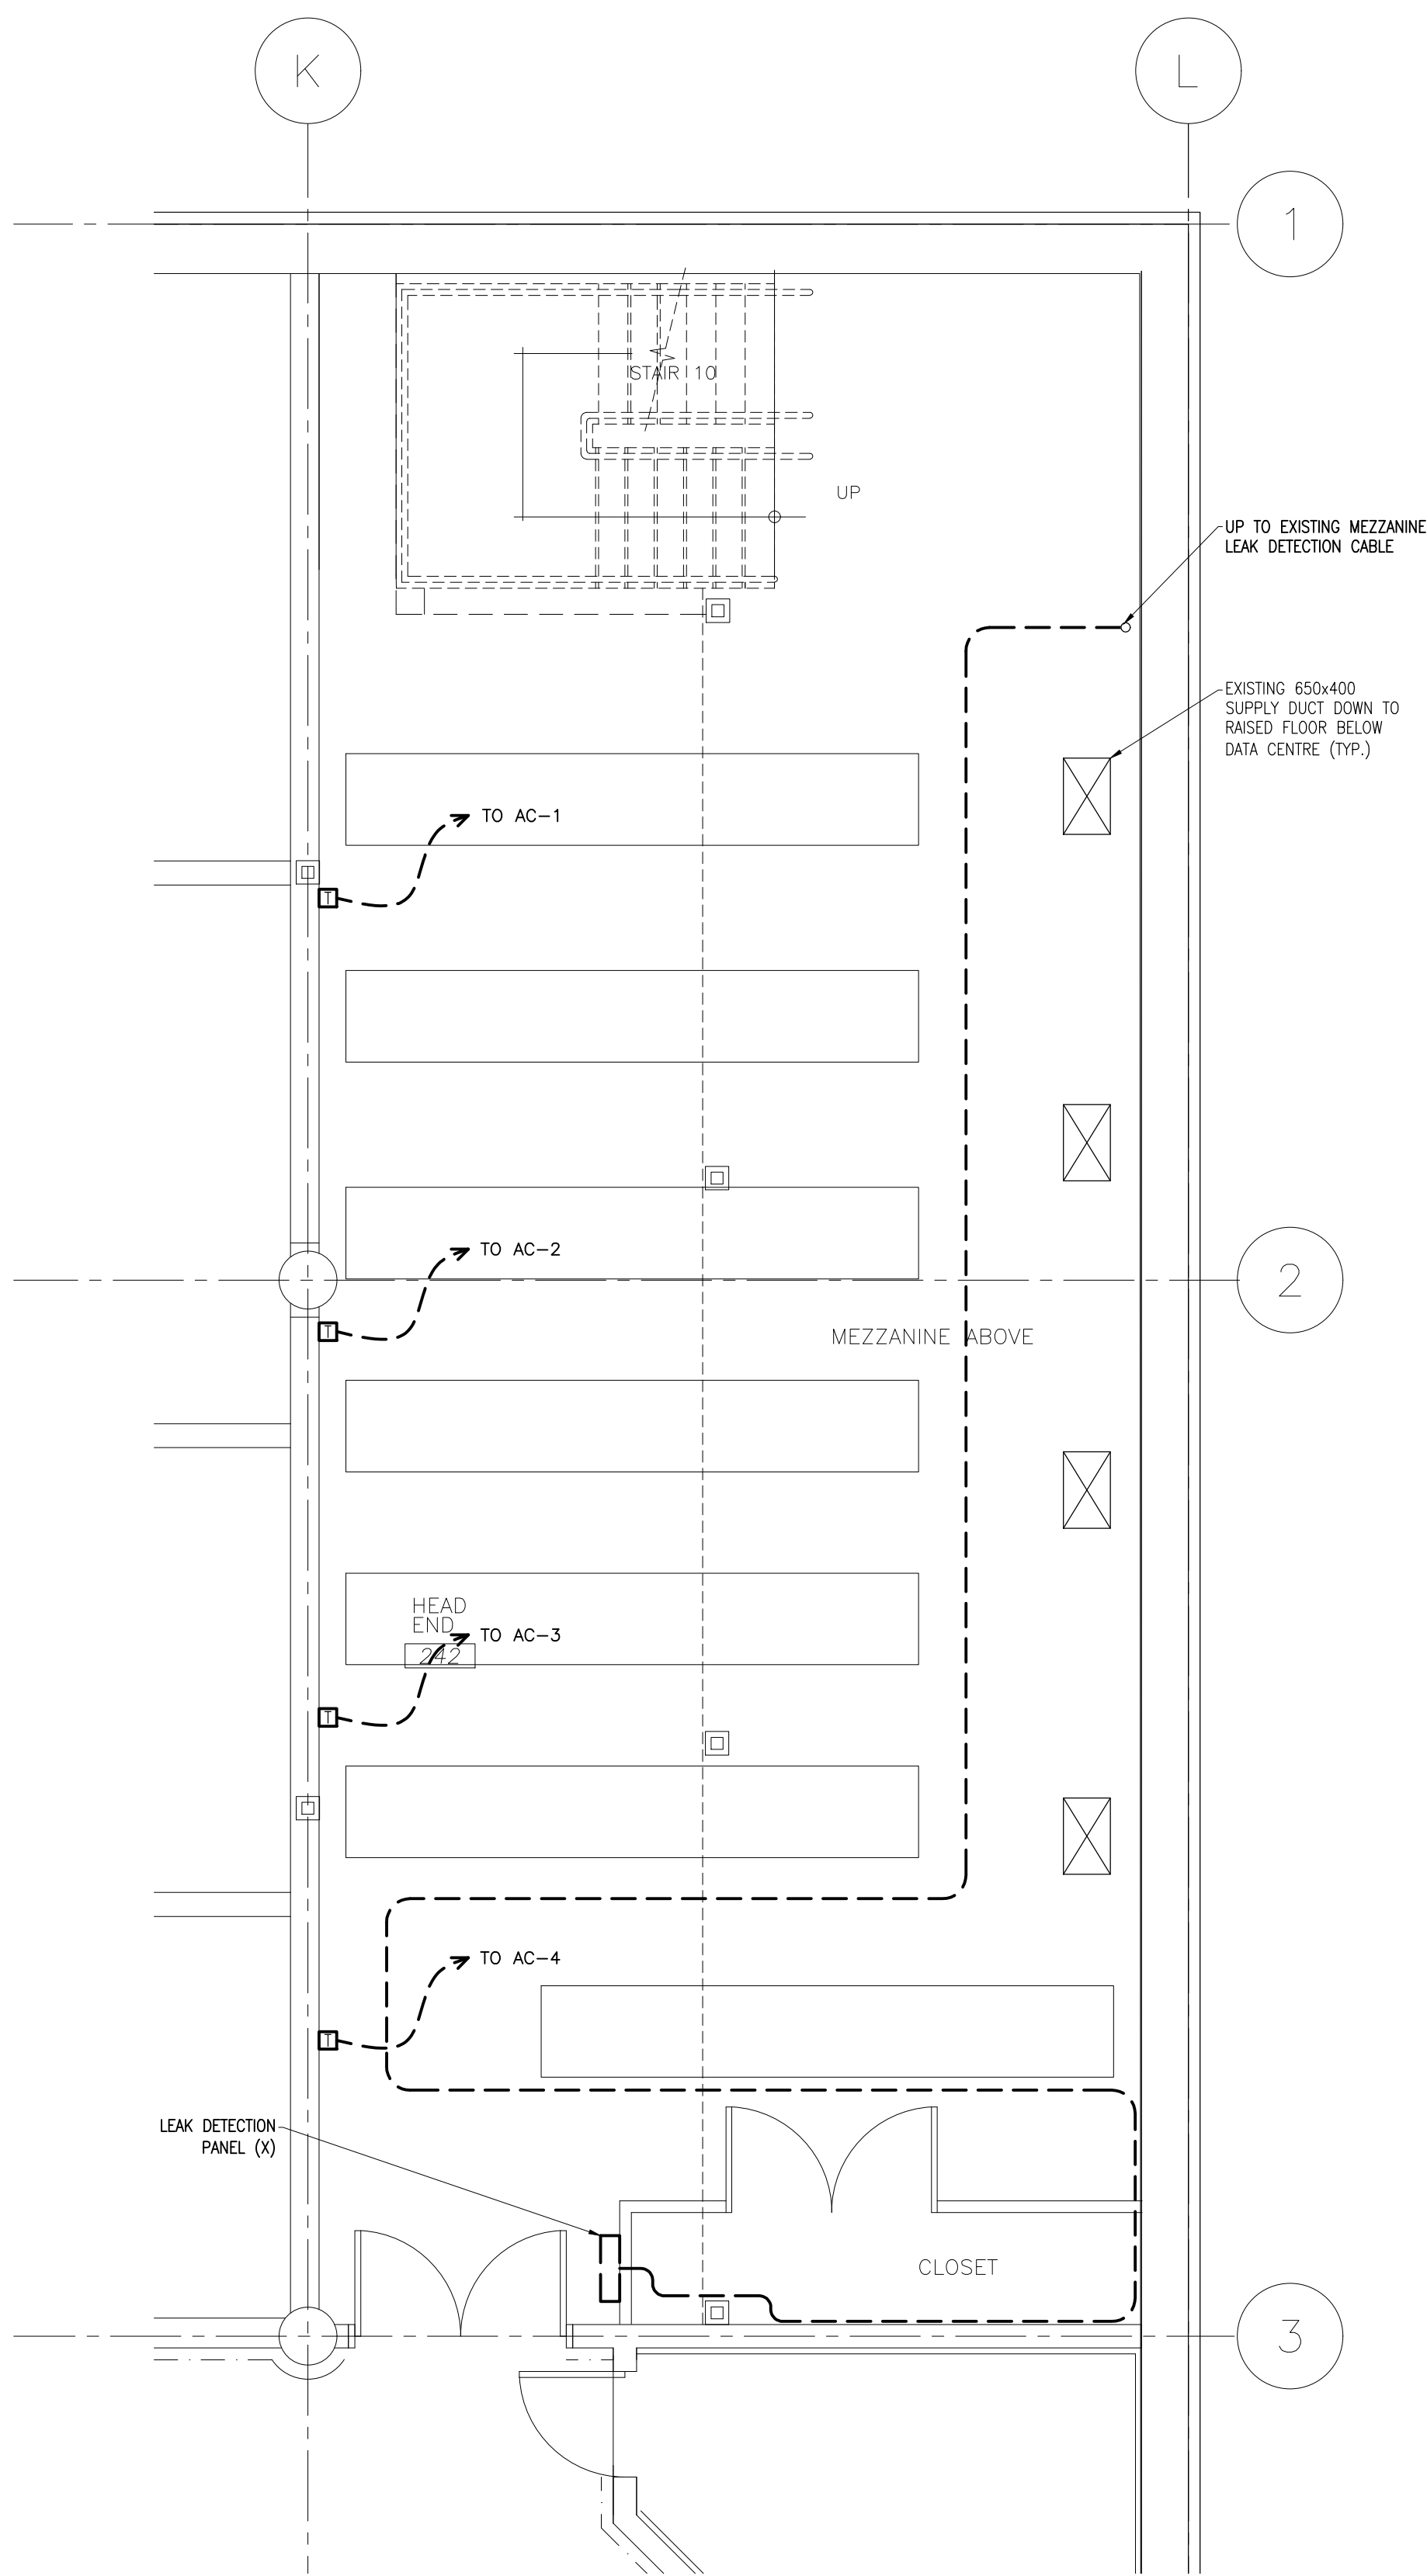 K
L
1
STAIR 10
UP
UP TO EXISTING MEZZANINE
LEAK DETECTION CABLE
EXISTING 650x400
SUPPLY DUCT DOWN TO
RAISED FLOOR BELOW
DATA CENTRE (TYP.)
TO AC-1
T
TO AC-2
2
T
MEZZANINE ABOVE
HEAD
END
TO AC-3
242
T
TO AC-4
T
LEAK DETECTION
PANEL (X)
CLOSET
3